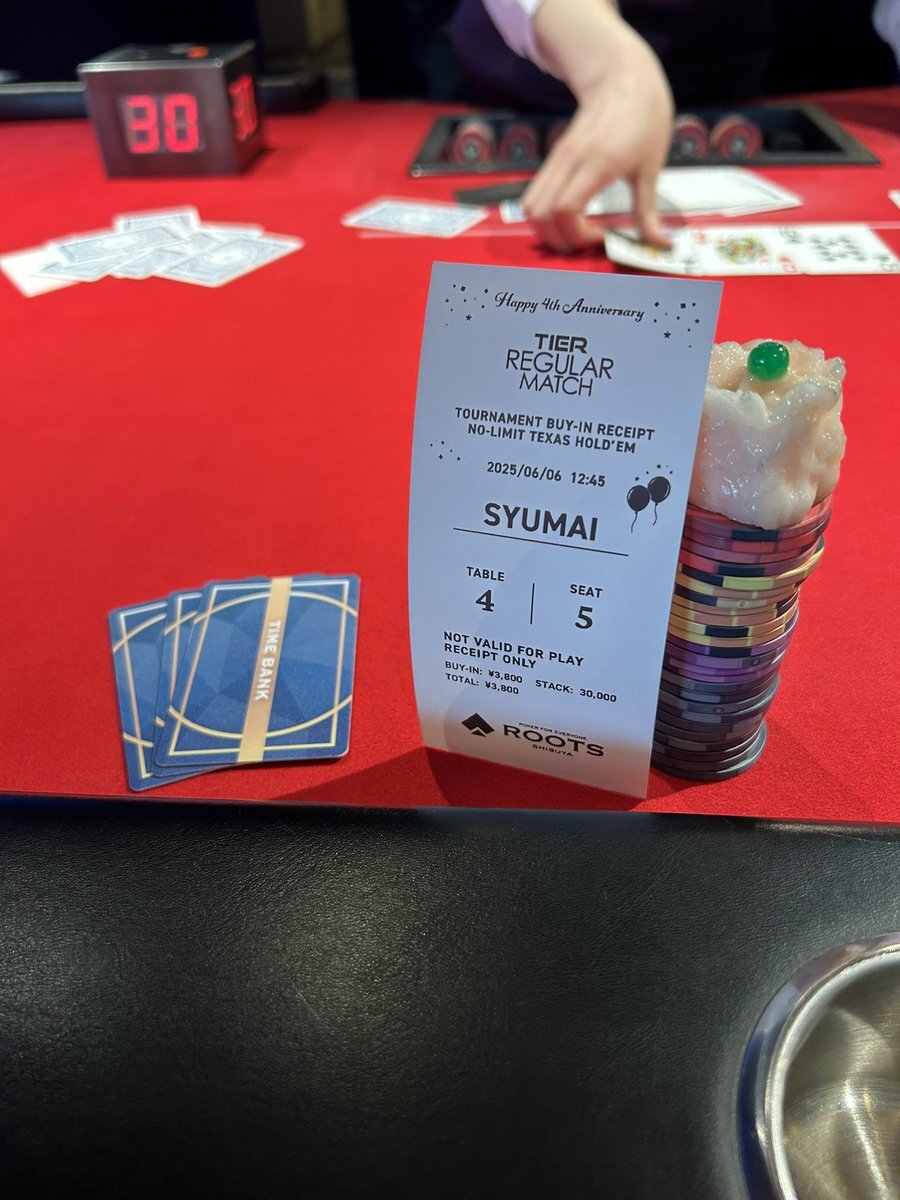 30
30
Happy 4th Anniversary
TIER
REGULAR
MATCH
TOURNAMENT BUY-IN RECEIPT
NO-LIMIT TEXAS HOLD'EM
2025/06/06 12:45
SYUMAI
TABLE
4
SEAT
5
NOT VALID FOR PLAY
RECEIPT ONLY
BUY-IN: ¥3,800 STACK: 30,000
TOTAL: ¥3,800
POKER FOR EVERYONE
ROOTS
SHIBUYA
TIME BANK